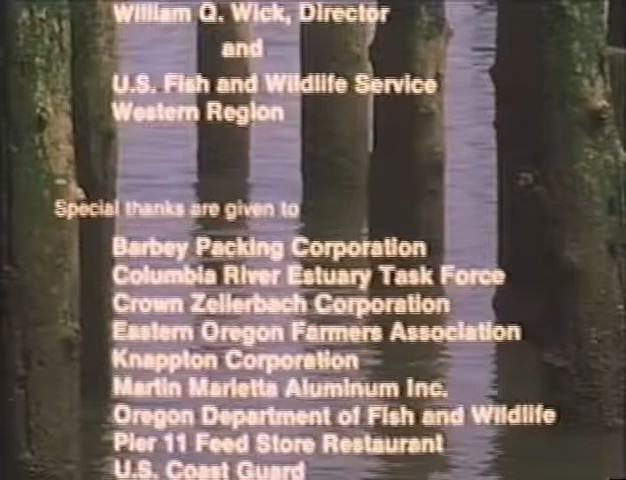 William Q. Wick, Director
and
U.S. Fish and Wildlife Service
Western Region
Special thanks are given to
Barbey Packing Corporation
Columbia River Estuary Task Force
Crown Zellerbach Corporation
Eastern Oregon Farmers Association
Knappton Corporation
Martin Marietta Aluminum Inc.
Oregon Department of Fish and Wildlife
Pier 11 Feed Store Restaurant
U.S. Coast Guard